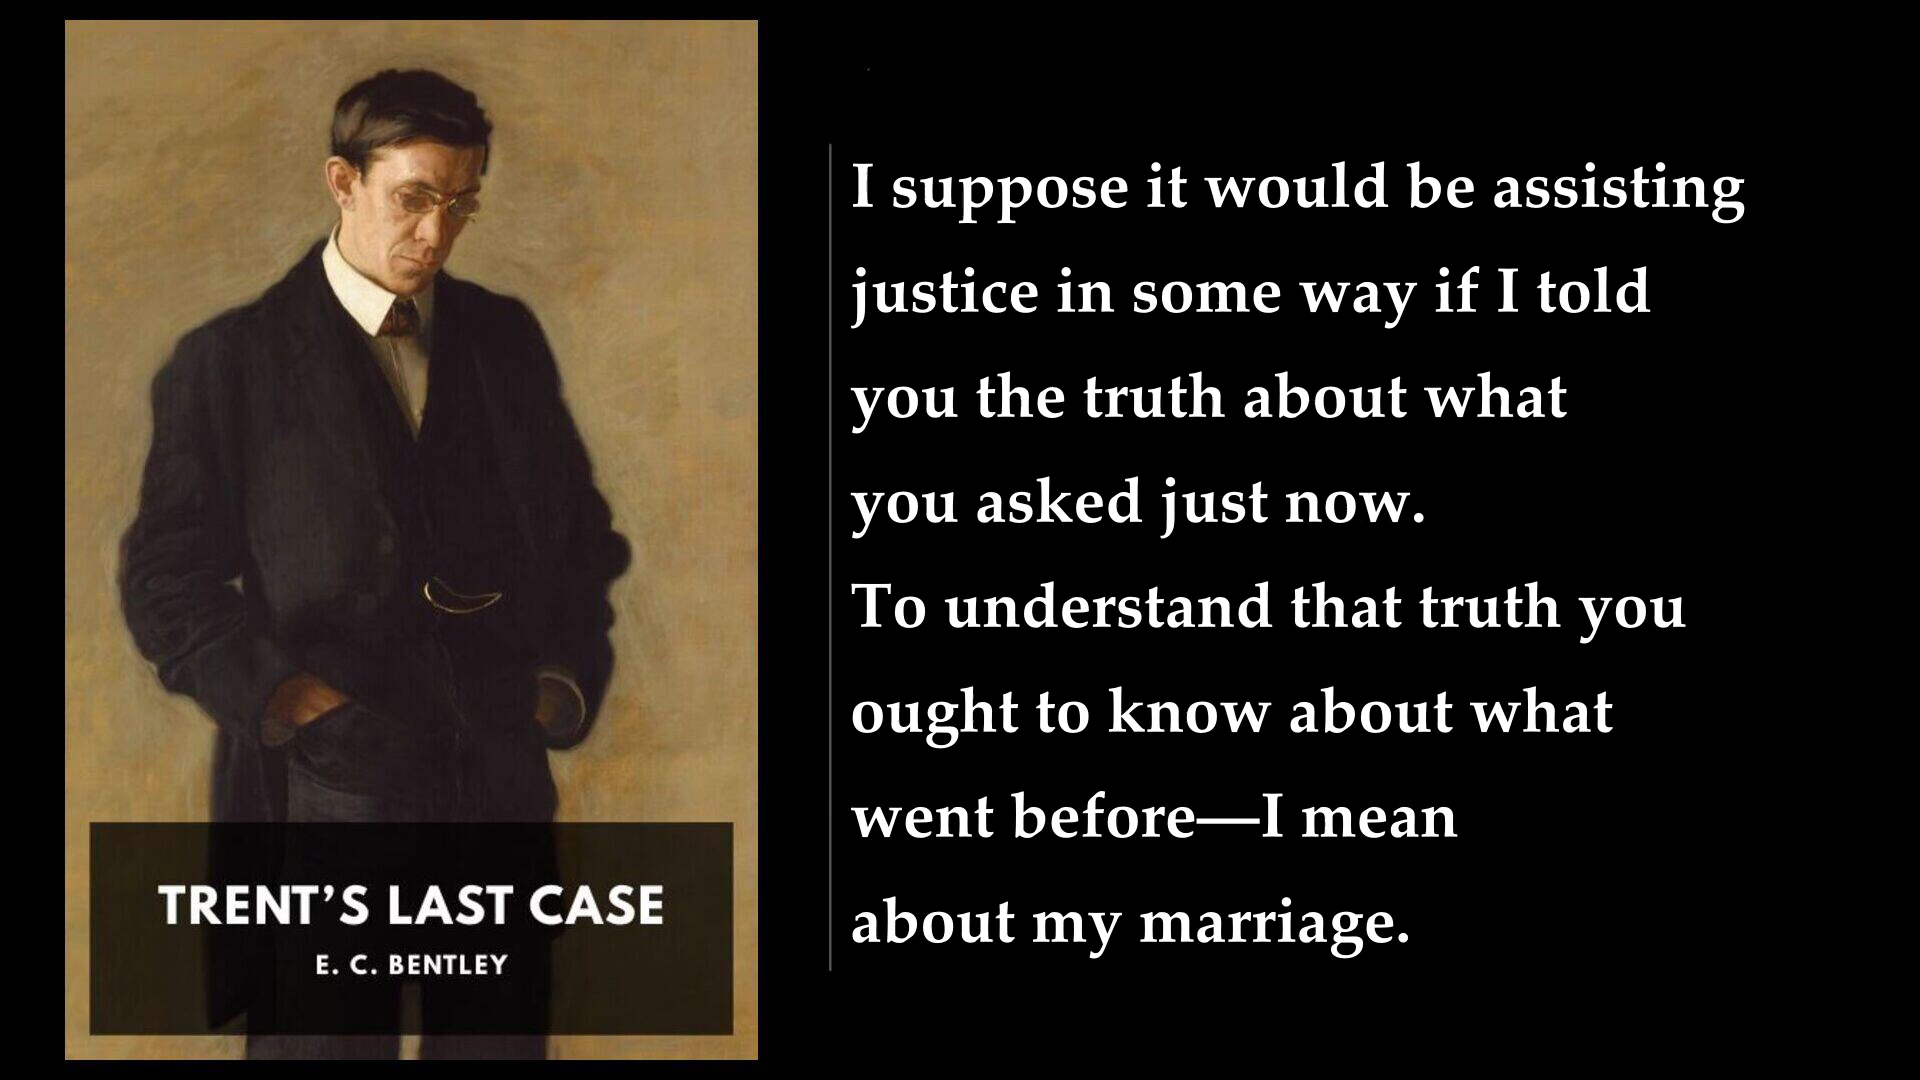 TRENT’S LAST CASE
E. C. BENTLEY
I suppose it would be assisting
justice in some way if I told
you the truth about what
you asked just now.
To understand that truth you
ought to know about what
went before—I mean
about my marriage.